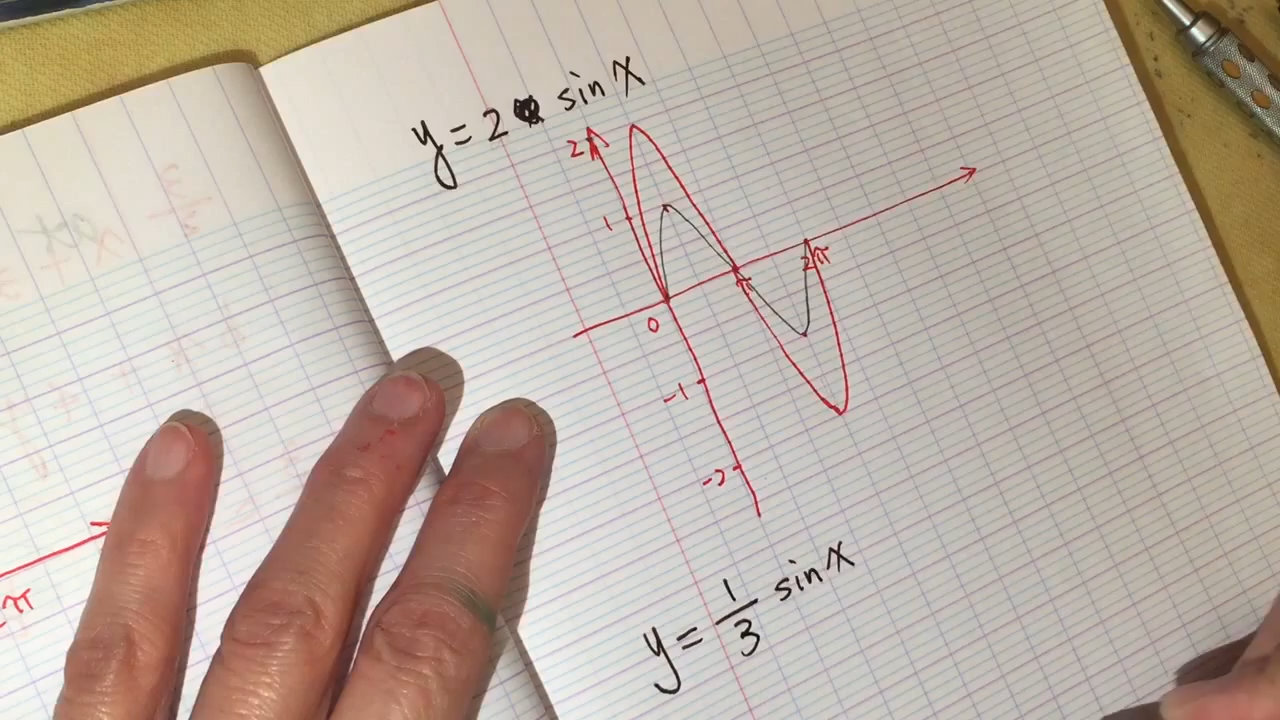 y = 2 sin x
2
1
0
π
2π
-1
-2
y = 1/3 sin x
π